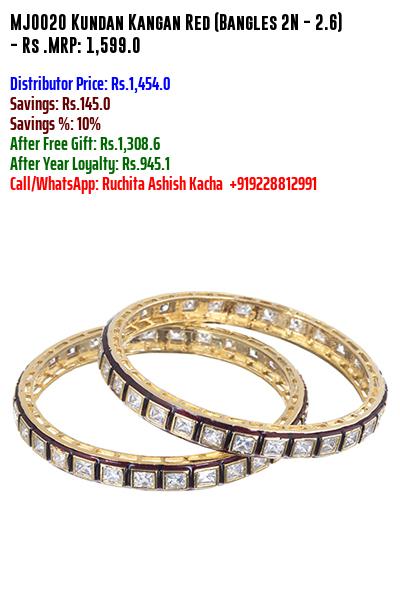 MJ0020 Kundan Kangan Red (Bangles 2N - 2.6)
- Rs .MRP: 1,599.0
Distributor Price: Rs.1,454.0
Savings: Rs.145.0
Savings %: 10%
After Free Gift: Rs.1,308.6
After Year Loyalty: Rs.945.1
Call/WhatsApp: Ruchita Ashish Kacha +919228812991